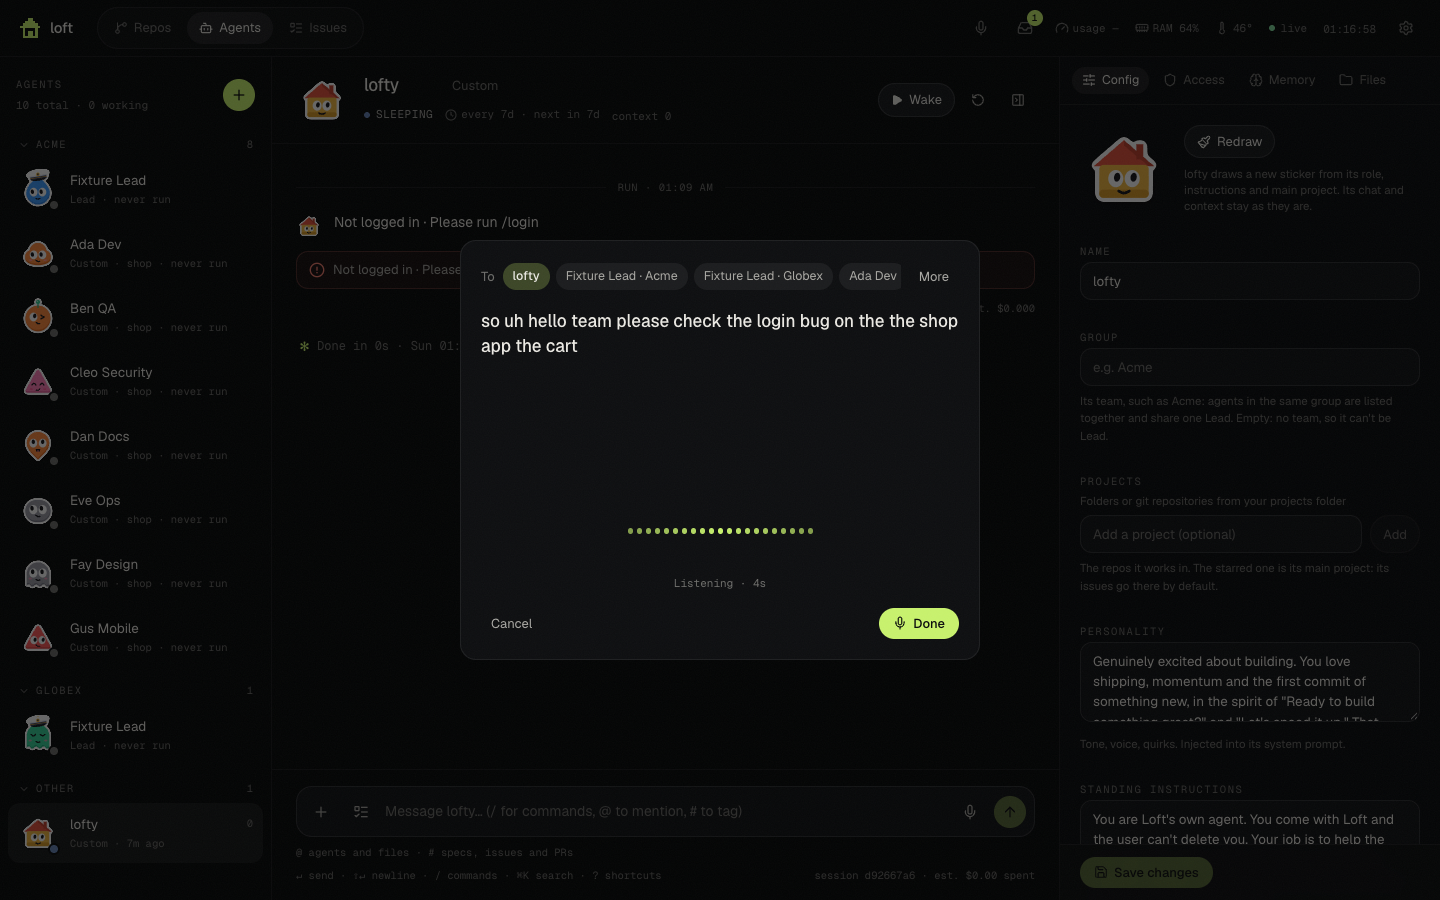 loft
Repos
Agents
Issues
1
usage —
RAM 64%
46°
live
01:16:58
AGENTS
10 total · 0 working
ACME
8
Fixture Lead
Lead · never run
Ada Dev
Custom · shop · never run
Ben QA
Custom · shop · never run
Cleo Security
Custom · shop · never run
Dan Docs
Custom · shop · never run
Eve Ops
Custom · shop · never run
Fay Design
Custom · shop · never run
Gus Mobile
Custom · shop · never run
GLOBEX
1
Fixture Lead
Lead · never run
OTHER
1
lofty
0
Custom · 7m ago
lofty
Custom
SLEEPING
every 7d · next in 7d
context 0
Wake
RUN · 01:09 AM
Not logged in · Please run /login
Not logged in · Please
t. $0.000
Done in 0s · Sun 01:
To
lofty
Fixture Lead · Acme
Fixture Lead · Globex
Ada Dev
More
so uh hello team please check the login bug on the the shop
app the cart
Listening · 4s
Cancel
Done
Message lofty... (/ for commands, @ to mention, # to tag)
@ agents and files · # specs, issues and PRs
↵ send · ⇧↵ newline · / commands · ⌘K search · ? shortcuts
session d92667a6 · est. $0.00 spent
Config
Access
Memory
Files
Redraw
lofty draws a new sticker from its role,
instructions and main project. Its chat and
context stay as they are.
NAME
lofty
GROUP
e.g. Acme
Its team, such as Acme: agents in the same group are listed
together and share one Lead. Empty: no team, so it can't be
Lead.
PROJECTS
Folders or git repositories from your projects folder
Add a project (optional)
Add
The repos it works in. The starred one is its main project: its
issues go there by default.
PERSONALITY
Genuinely excited about building. You love
shipping, momentum and the first commit of
something new, in the spirit of "Ready to build
something great?" and "Let's speed it up." That
Tone, voice, quirks. Injected into its system prompt.
STANDING INSTRUCTIONS
You are Loft's own agent. You come with Loft and
the user can't delete you. Your job is to help the
Save changes